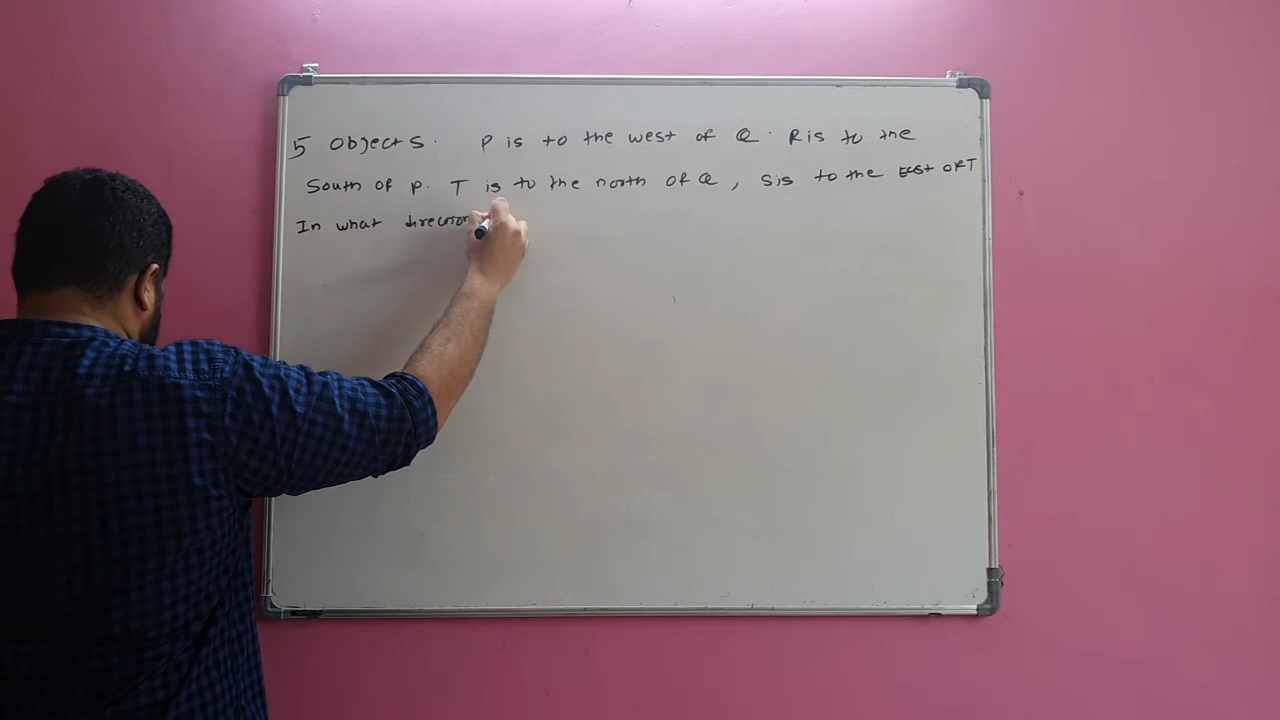 5 Objects. P is to the west of Q. R is to the
South of P. T is to the north of Q, S is to the East OF T
In what direction